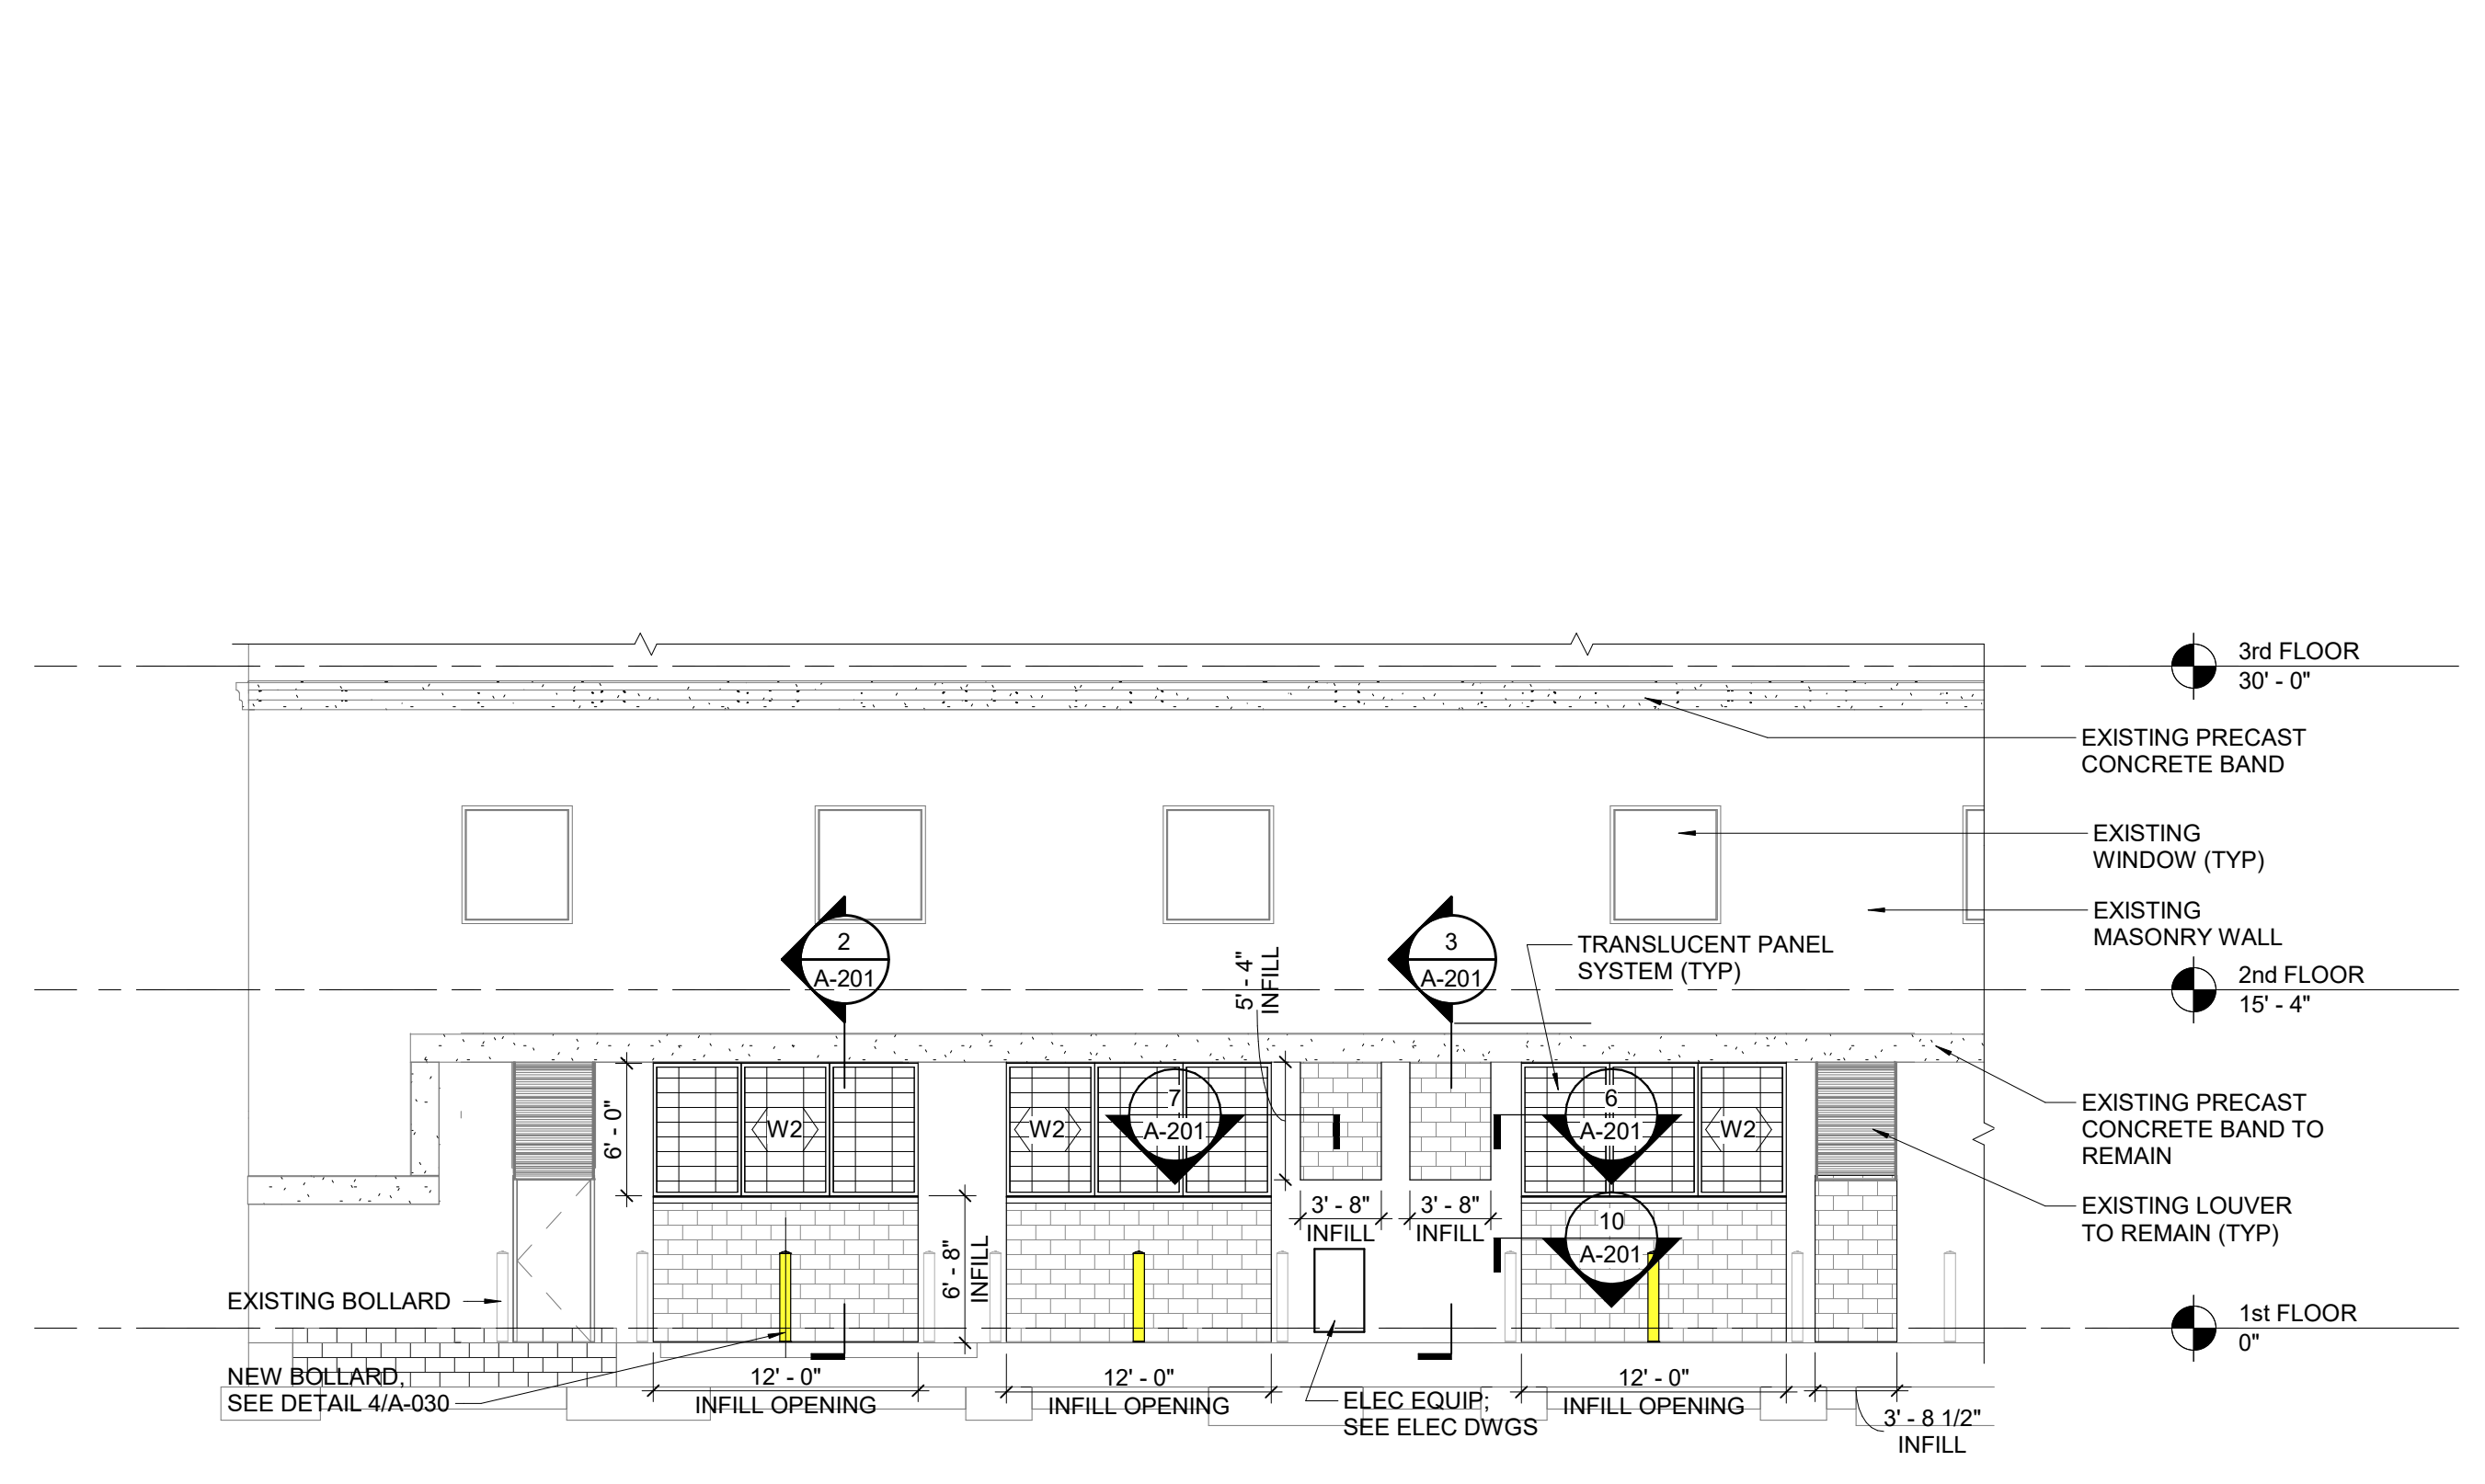 3rd FLOOR
30' - 0"
EXISTING PRECAST
CONCRETE BAND
EXISTING
WINDOW (TYP)
EXISTING
MASONRY WALL
2
A-201
3
A-201
TRANSLUCENT PANEL
SYSTEM (TYP)
5' - 4"
INFILL
2nd FLOOR
15' - 4"
6' - 0"
W2
W2
7
A-201
6
A-201
W2
EXISTING PRECAST
CONCRETE BAND TO
REMAIN
EXISTING LOUVER
TO REMAIN (TYP)
3' - 8"
INFILL
3' - 8"
INFILL
10
A-201
6' - 8"
INFILL
EXISTING BOLLARD
1st FLOOR
0"
NEW BOLLARD,
SEE DETAIL 4/A-030
12' - 0"
INFILL OPENING
12' - 0"
INFILL OPENING
ELEC EQUIP;
SEE ELEC DWGS
12' - 0"
INFILL OPENING
3' - 8 1/2"
INFILL